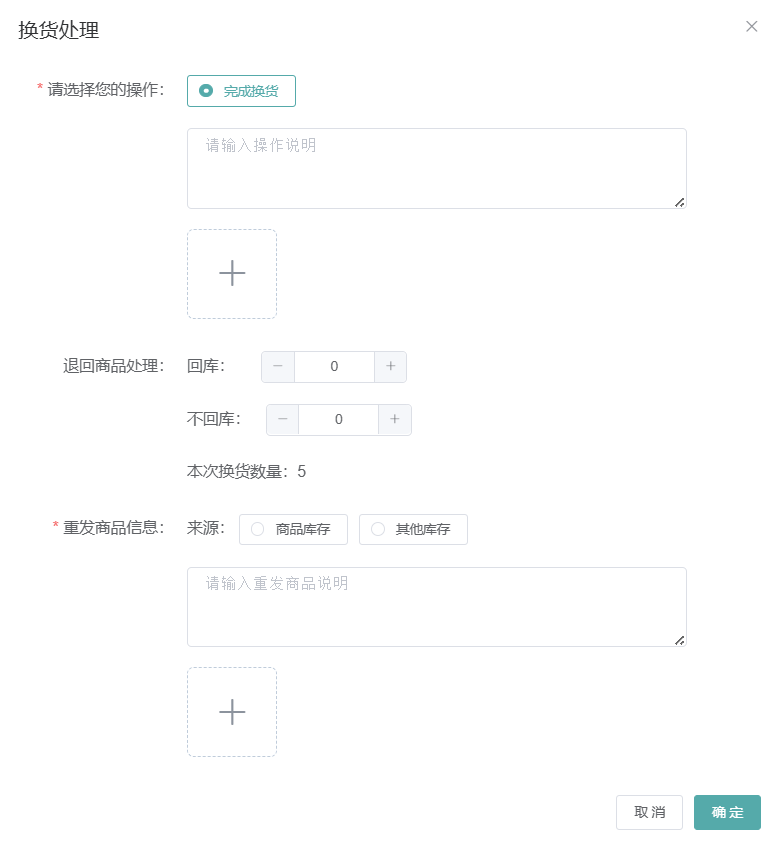 换货处理
* 请选择您的操作： 完成换货
请输入操作说明
退回商品处理： 回库： 0
不回库： 0
本次换货数量：5
* 重发商品信息： 来源： 商品库存 其他库存
请输入重发商品说明
取消 确定